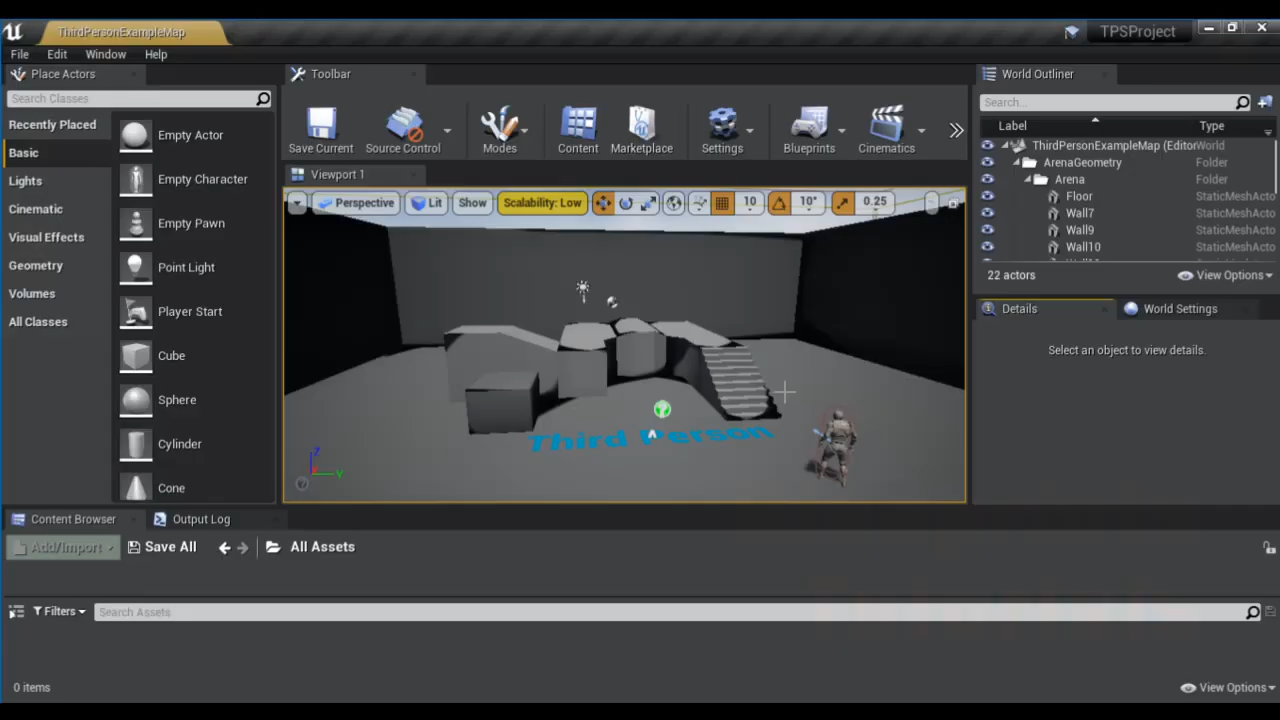 ThirdPersonExampleMap
TPSProject
File Edit Window Help
Place Actors
Search Classes
Recently Placed
Basic
Lights
Cinematic
Visual Effects
Geometry
Volumes
All Classes
Empty Actor
Empty Character
Empty Pawn
Point Light
Player Start
Cube
Sphere
Cylinder
Cone
Toolbar
Save Current Source Control Modes Content Marketplace Settings Blueprints Cinematics
Viewport 1
Perspective Lit Show Scalability: Low 10 10° 0.25
Third Person
Z
Y
World Outliner
Search...
Label Type
ThirdPersonExampleMap (Editor World
ArenaGeometry Folder
Arena Folder
Floor StaticMeshActo
Wall7 StaticMeshActo
Wall9 StaticMeshActo
Wall10 StaticMeshActo
22 actors View Options
Details World Settings
Select an object to view details.
Content Browser Output Log
Add/Import Save All All Assets
Filters Search Assets
0 items View Options